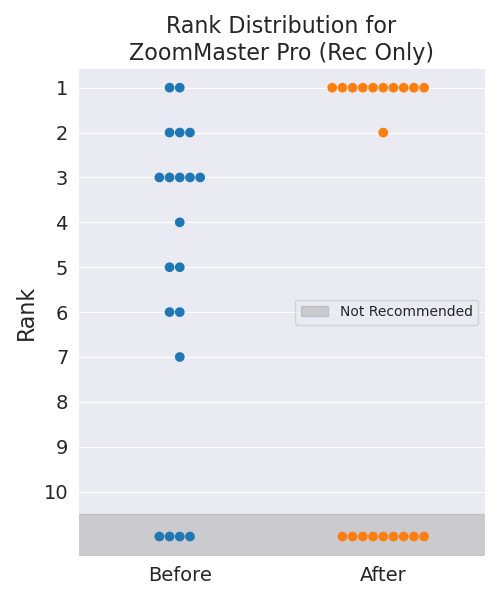 Rank Distribution for
ZoomMaster Pro (Rec Only)
Rank
1
2
3
4
5
6
7
8
9
10
Not Recommended
Before
After